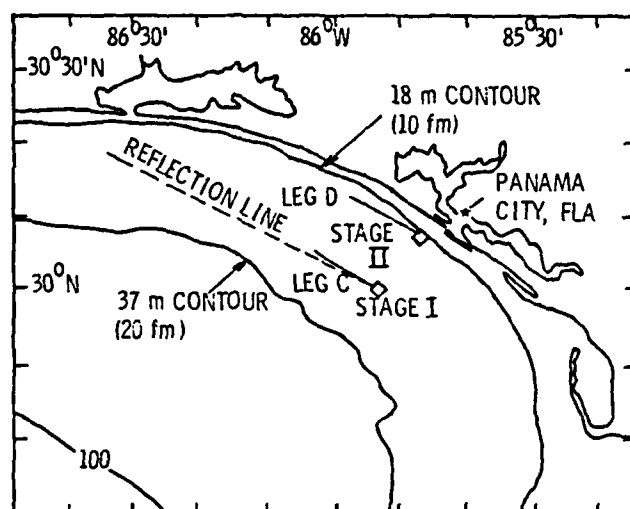 86°30' 86°W 85°30'
30°30'N
18 m CONTOUR
(10 fm)
REFLECTION LINE
LEG D
PANAMA
CITY, FLA
STAGE
II
30°N
LEG C
STAGE I
37 m CONTOUR
(20 fm)
100